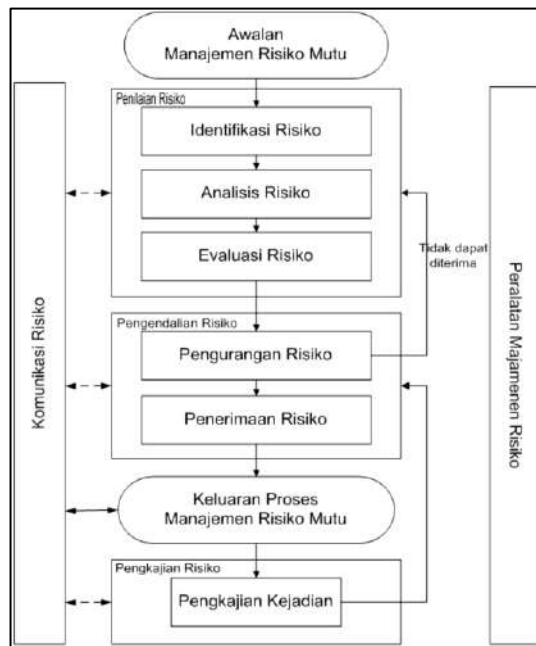 Awalan
Manajemen Risiko Mutu
Penilaian Risiko
Identifikasi Risiko
Analisis Risiko
Evaluasi Risiko
Tidak dapat
diterima
Pengendalian Risiko
Pengurangan Risiko
Penerimaan Risiko
Keluaran Proses
Manajemen Risiko Mutu
Pengkajian Risiko
Pengkajian Kejadian
Komunikasi Risiko
Peralatan Majamenen Risiko